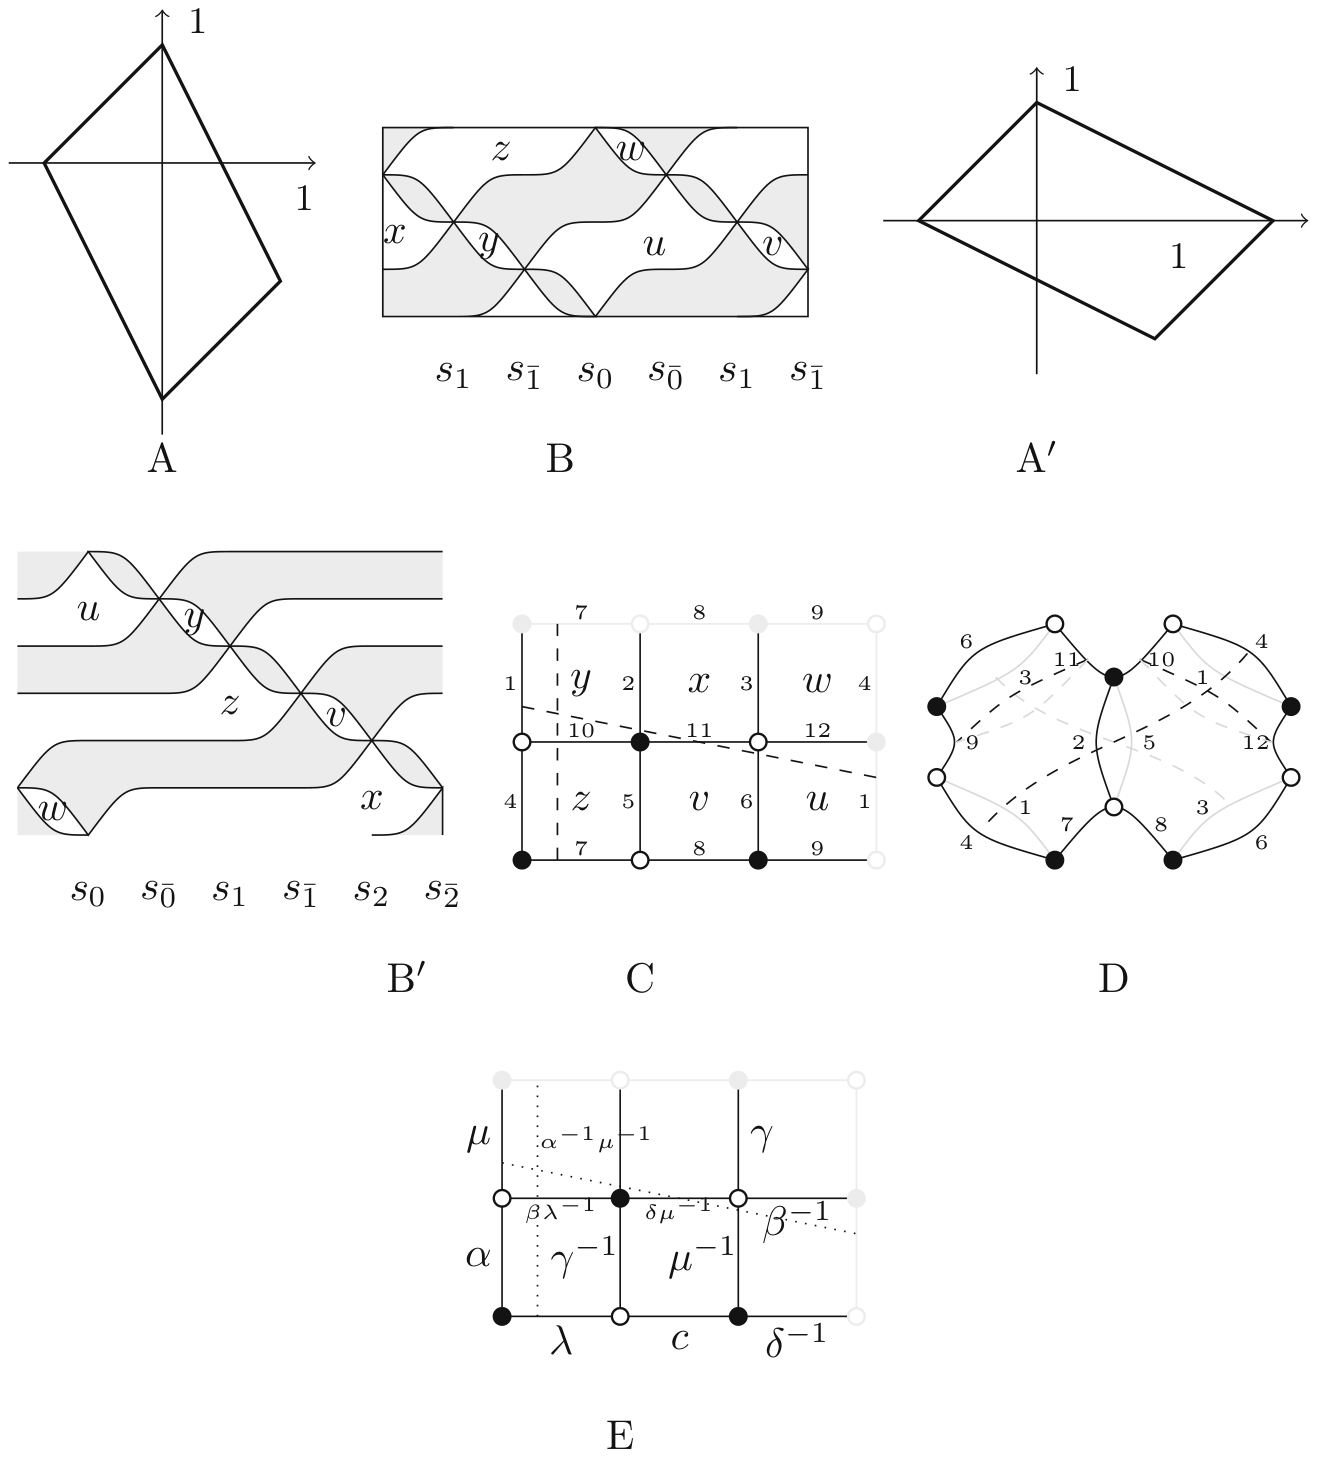 1
1
A
z
w
x
y
u
v
s₁ s₁̄ s₀ s₀̄ s₁ s₁̄
B
1
1
A′
u
y
z
v
w
x
s₀ s₀̄ s₁ s₁̄ s₂ s₂̄
B′
7 8 9
1 y 2 x 3 w 4
10 11 12
4 z 5 v 6 u 1
7 8 9
C
6 11 10 4
3 1
9 2 5 12
1 3
4 7 8 6
D
μ α⁻¹μ⁻¹ γ
βλ⁻¹ δμ⁻¹ β⁻¹
α γ⁻¹ μ⁻¹
λ c δ⁻¹
E